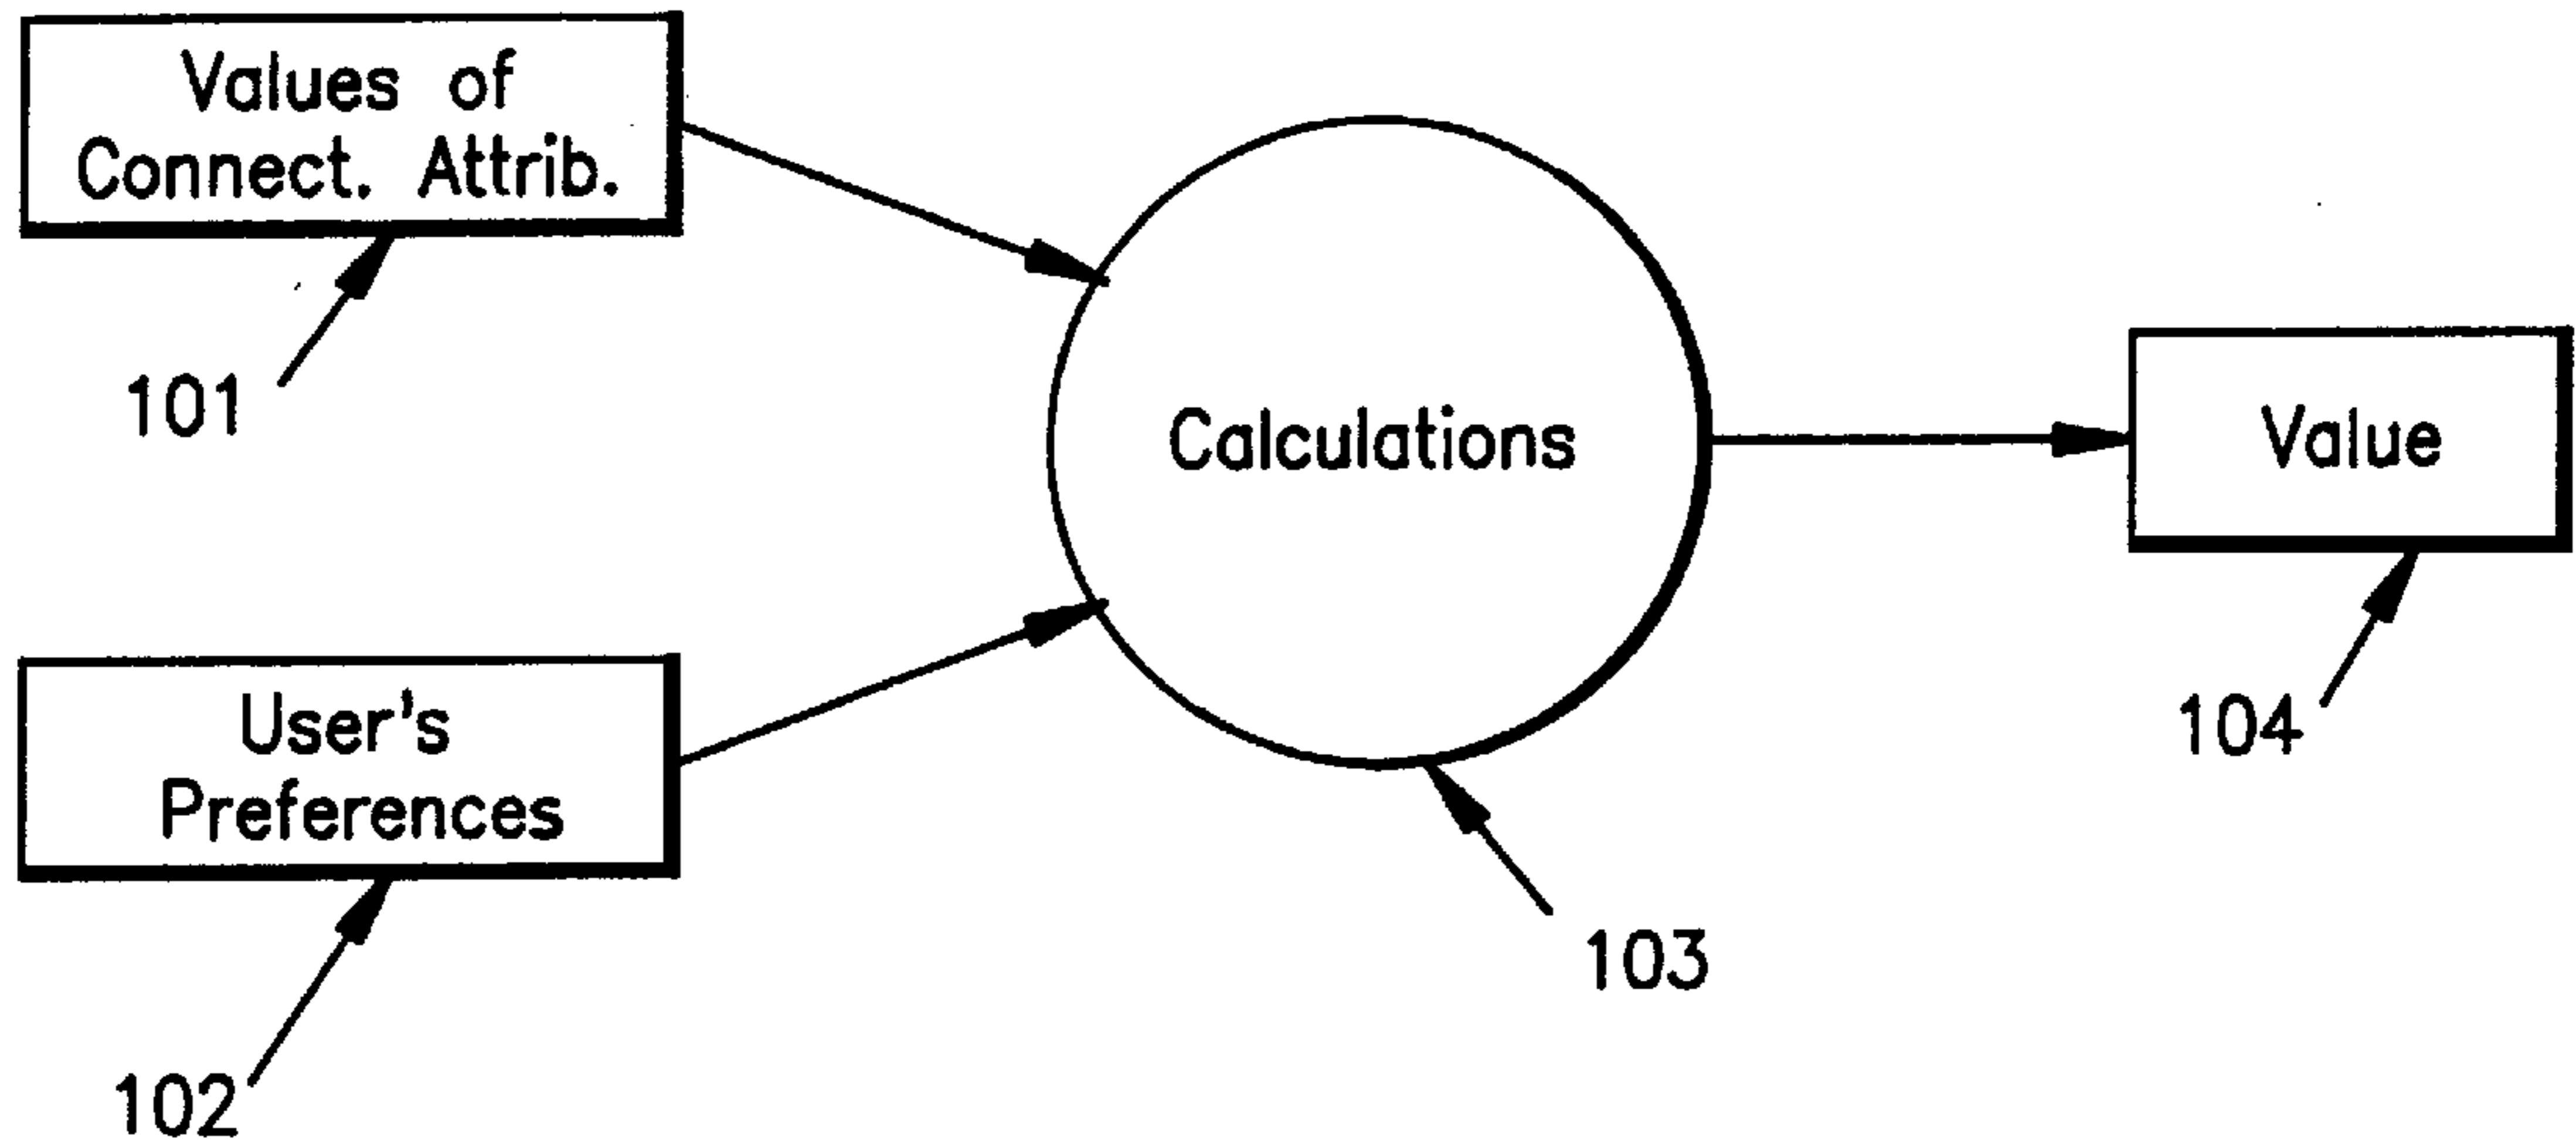 Values of
Connect. Attrib.
101
Calculations
Value
User's
Preferences
104
103
102